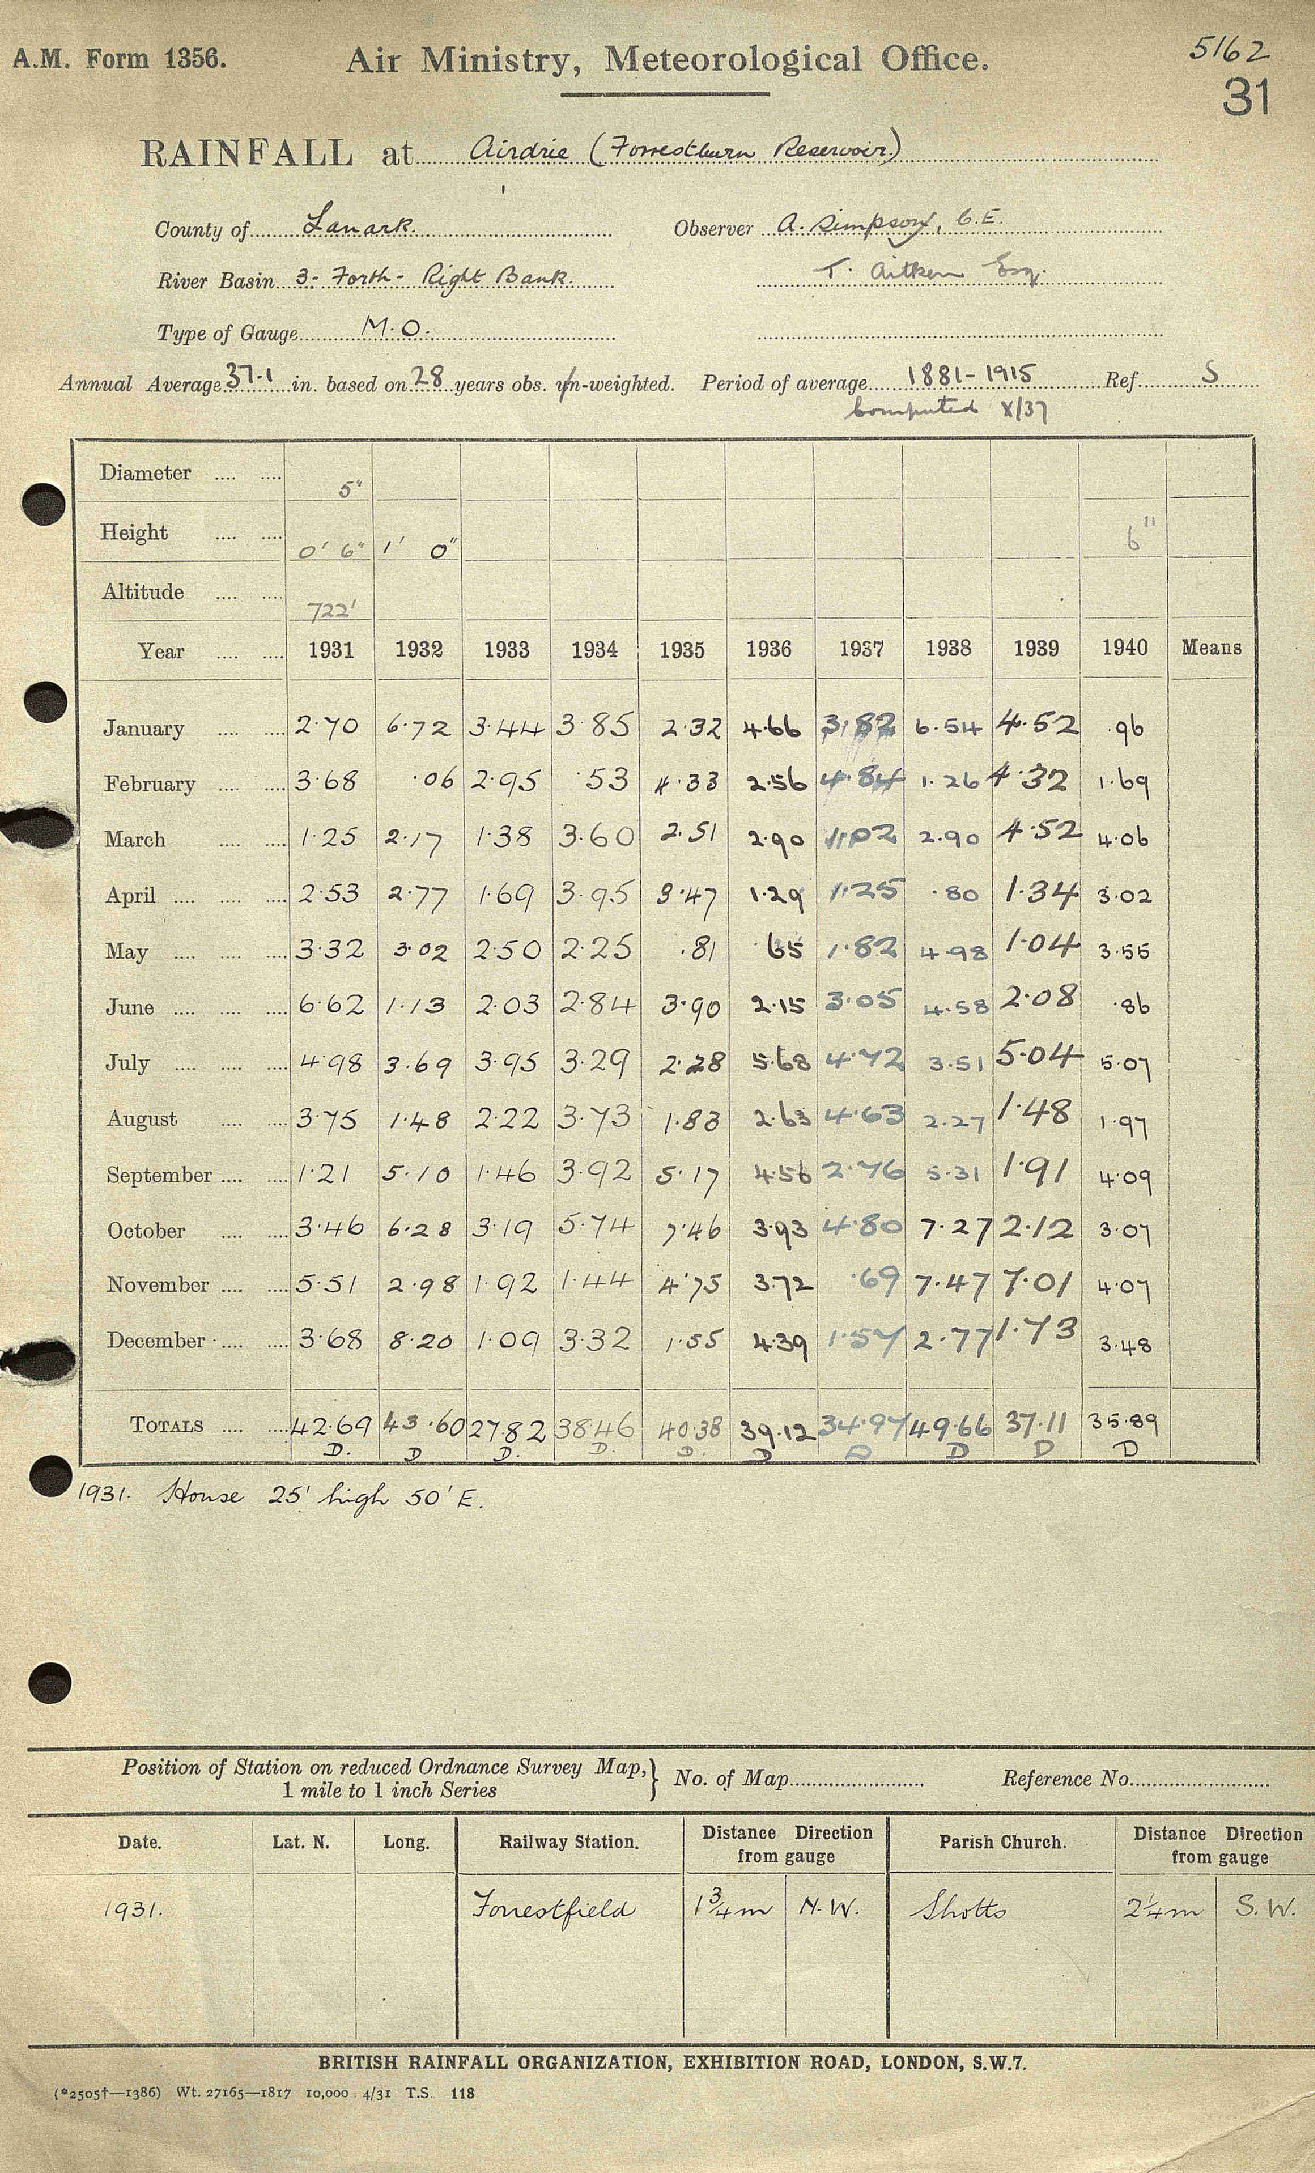 A.M. Form 1356. Air Ministry, Meteorological Office. 5162
31
RAINFALL at Airdrie (Forrestburn Reservoir)
County of Lanark. Observer A. Simpson, C.E.
River Basin 3- Forth - Right Bank. T. Aitken Esq.
Type of Gauge M.O.
Annual Average 37.1 in. based on 28 years obs. un-weighted. Period of average 1881-1915 Ref. S
Computed X/37
Diameter 5"
Height 0' 6" 1' 0" 6"
Altitude 722'
Year 1931 1932 1933 1934 1935 1936 1937 1938 1939 1940 Means
January 2.70 6.72 3.44 3.85 2.32 4.66 3.82 6.54 4.52 .96
February 3.68 .06 2.95 .53 4.33 2.56 4.84 1.26 4.32 1.69
March 1.25 2.17 1.38 3.60 2.51 2.90 1.02 2.90 4.52 4.06
April 2.53 2.77 1.69 3.95 3.47 1.29 1.25 .80 1.34 3.02
May 3.32 3.02 2.50 2.25 .81 .65 1.82 4.98 1.04 3.55
June 6.62 1.13 2.03 2.84 3.90 2.15 3.05 4.58 2.08 .86
July 4.98 3.69 3.95 3.29 2.28 5.68 4.72 3.51 5.04 5.07
August 3.75 1.48 2.22 3.73 1.83 2.63 4.63 2.27 1.48 1.97
September 1.21 5.10 1.46 3.92 5.17 4.56 2.76 5.31 1.91 4.09
October 3.46 6.28 3.19 5.74 7.46 3.93 4.80 7.27 2.12 3.07
November 5.51 2.98 1.92 1.44 4.75 3.72 .69 7.47 7.01 4.07
December 3.68 8.20 1.09 3.32 1.55 4.39 1.57 2.77 1.73 3.48
TOTALS 42.69 43.60 27.82 38.46 40.38 39.12 34.97 49.66 37.11 35.89
D. D D. D. D. D D D D D
1931. House 25' high 50' E.
Position of Station on reduced Ordnance Survey Map, } No. of Map Reference No.
1 mile to 1 inch Series
Date. Lat. N. Long. Railway Station. Distance Direction from gauge Parish Church. Distance Direction from gauge
1931. Forrestfield 1 3/4 m N.W. Shotts 2 1/4 m S.W.
BRITISH RAINFALL ORGANIZATION, EXHIBITION ROAD, LONDON, S.W.7.
(*2505†—1386) Wt. 27165—1817 10,000 4/31 T.S. 118